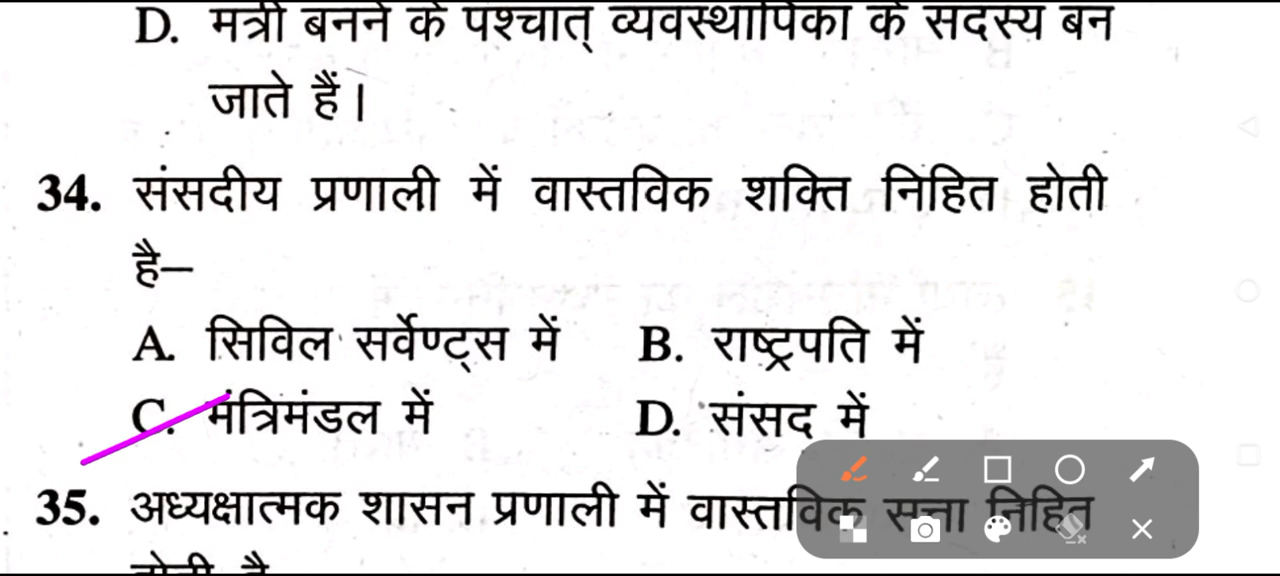 D. मंत्री बनने के पश्चात् व्यवस्थापिका के सदस्य बन
जाते हैं।
34. संसदीय प्रणाली में वास्तविक शक्ति निहित होती
है–
A. सिविल सर्वेण्ट्स में B. राष्ट्रपति में
C. मंत्रिमंडल में D. संसद में
35. अध्यक्षात्मक शासन प्रणाली में वास्तविक सत्ता निहित